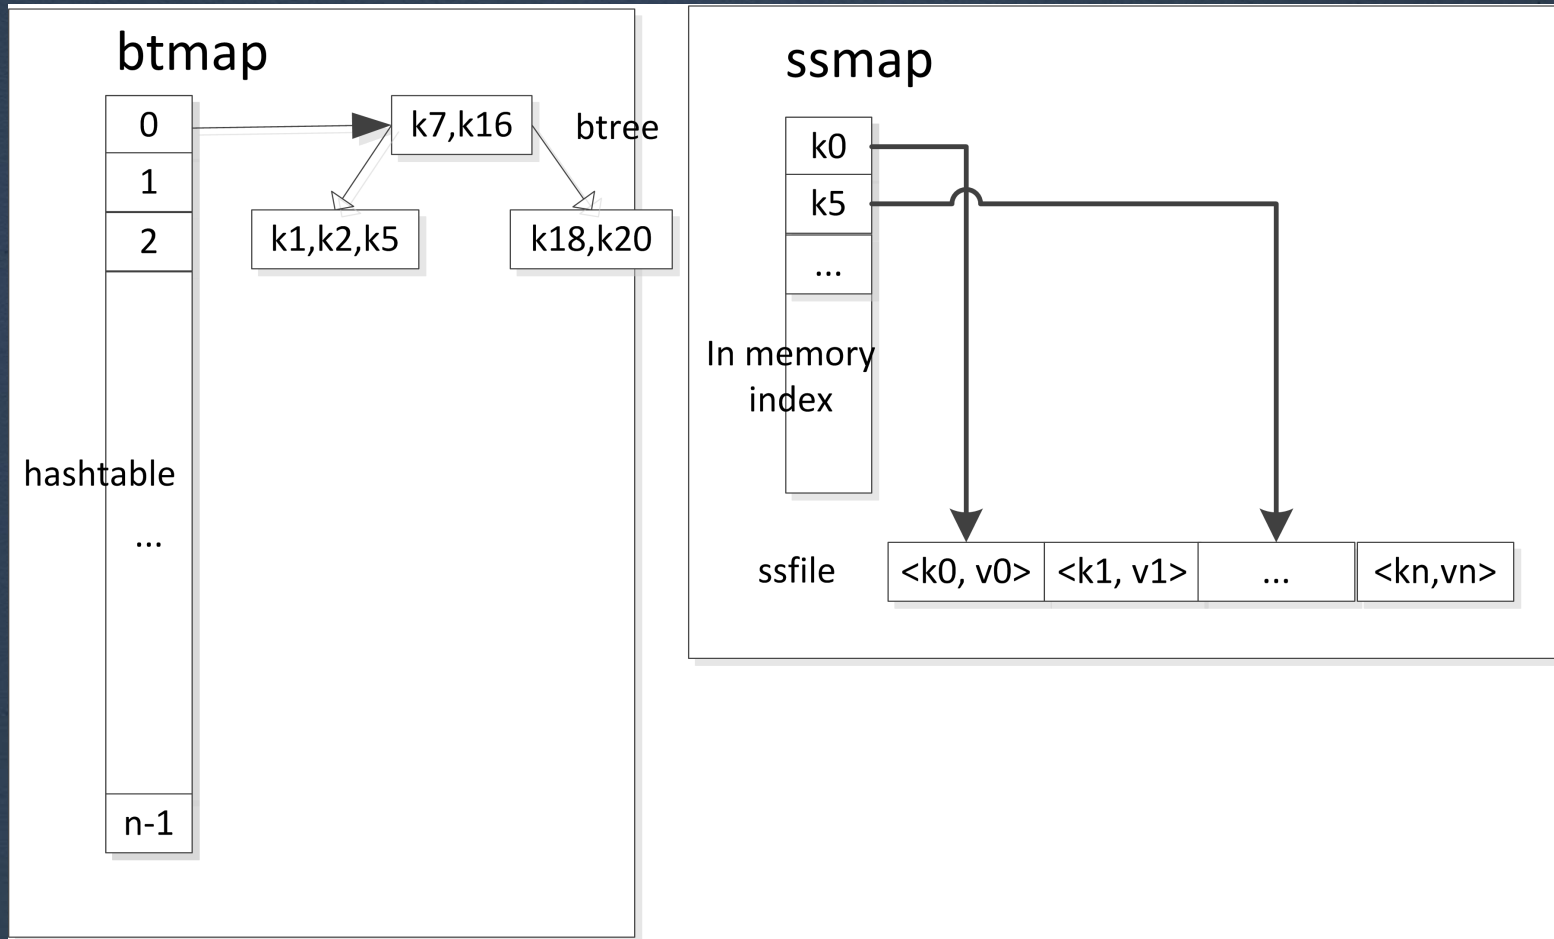 btmap
0
1
2
hashtable
...
n-1
k7,k16
btree
k1,k2,k5
k18,k20
ssmap
k0
k5
...
In memory
index
ssfile
<k0, v0>
<k1, v1>
...
<kn,vn>